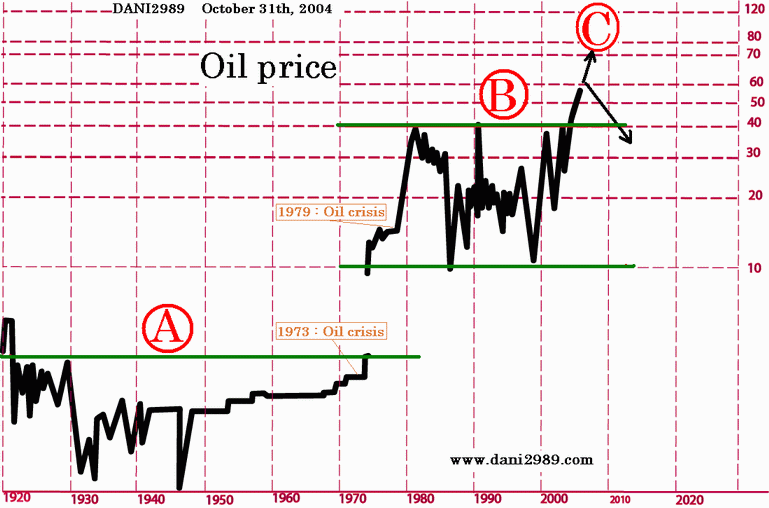 DANI2989 October 31th, 2004
120
C
80
Oil price
70
60
B
50
40
30
20
1979 : Oil crisis
10
A
1973 : Oil crisis
www.dani2989.com
1920 1930 1940 1950 1960 1970 1980 1990 2000 2010 2020